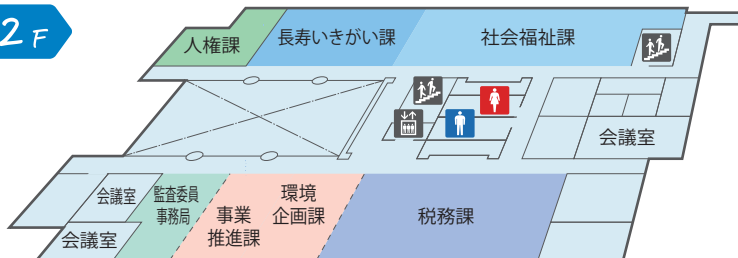 2F
人権課
長寿いきがい課
社会福祉課
会議室
会議室
監査委員
事務局
事業
推進課
環境
企画課
税務課
会議室